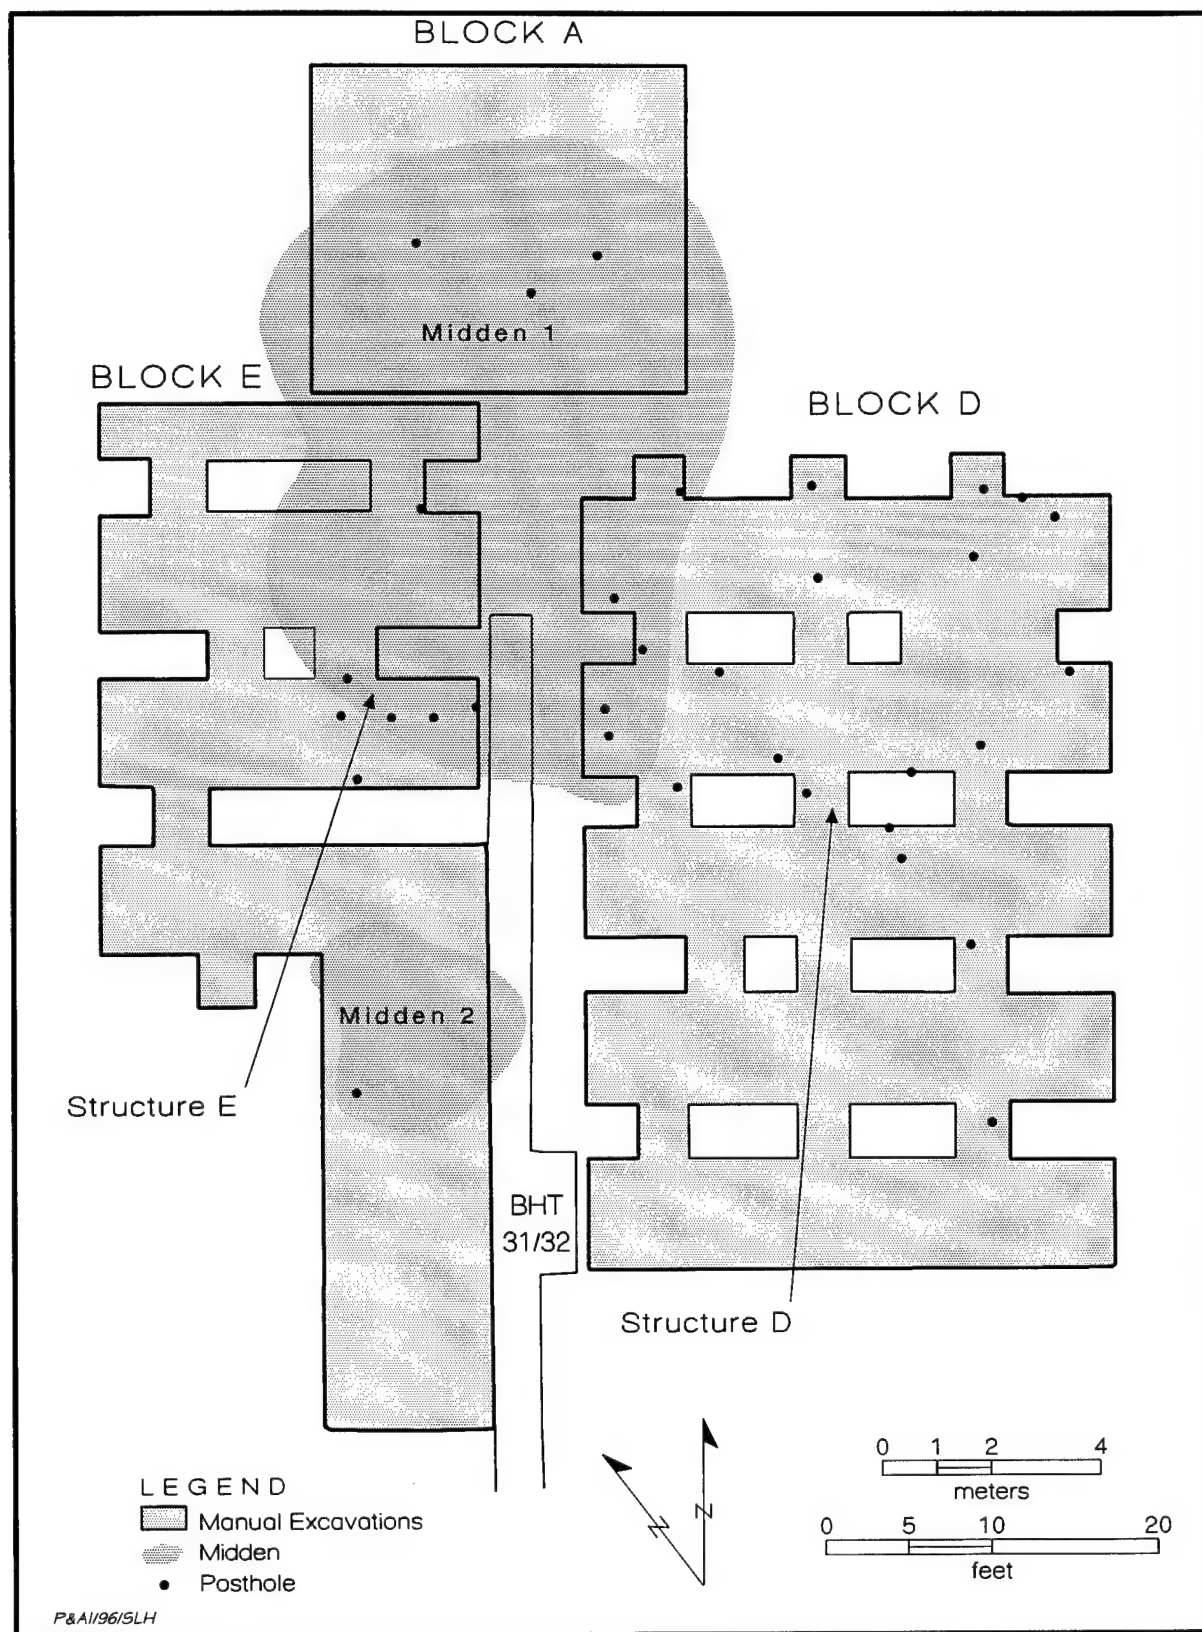 BLOCK A
Midden 1
BLOCK E
BLOCK D
Midden 2
Structure E
BHT
31/32
Structure D
N
N
0 1 2 4
meters
0 5 10 20
feet
LEGEND
Manual Excavations
Midden
Posthole
P&AI/96/SLH